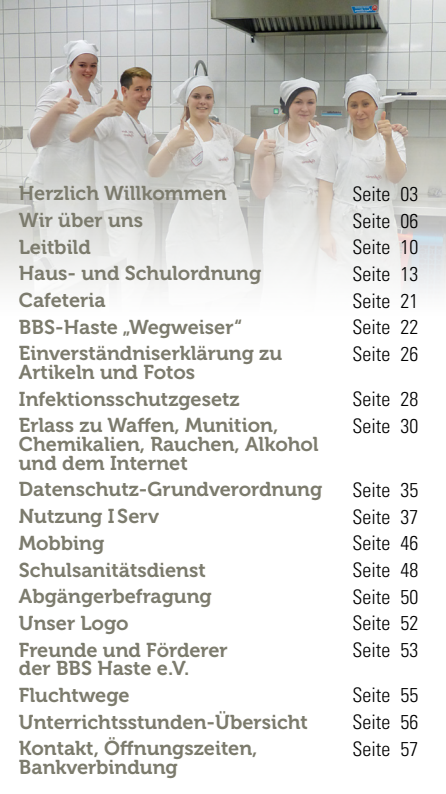 Herzlich Willkommen Seite 03
Wir über uns Seite 06
Leitbild Seite 10
Haus- und Schulordnung Seite 13
Cafeteria Seite 21
BBS-Haste „Wegweiser“ Seite 22
Einverständniserklärung zu Seite 26
Artikeln und Fotos
Infektionsschutzgesetz Seite 28
Erlass zu Waffen, Munition, Seite 30
Chemikalien, Rauchen, Alkohol
und dem Internet
Datenschutz-Grundverordnung Seite 35
Nutzung IServ Seite 37
Mobbing Seite 46
Schulsanitätsdienst Seite 48
Abgängerbefragung Seite 50
Unser Logo Seite 52
Freunde und Förderer Seite 53
der BBS Haste e.V.
Fluchtwege Seite 55
Unterrichtsstunden-Übersicht Seite 56
Kontakt, Öffnungszeiten, Seite 57
Bankverbindung